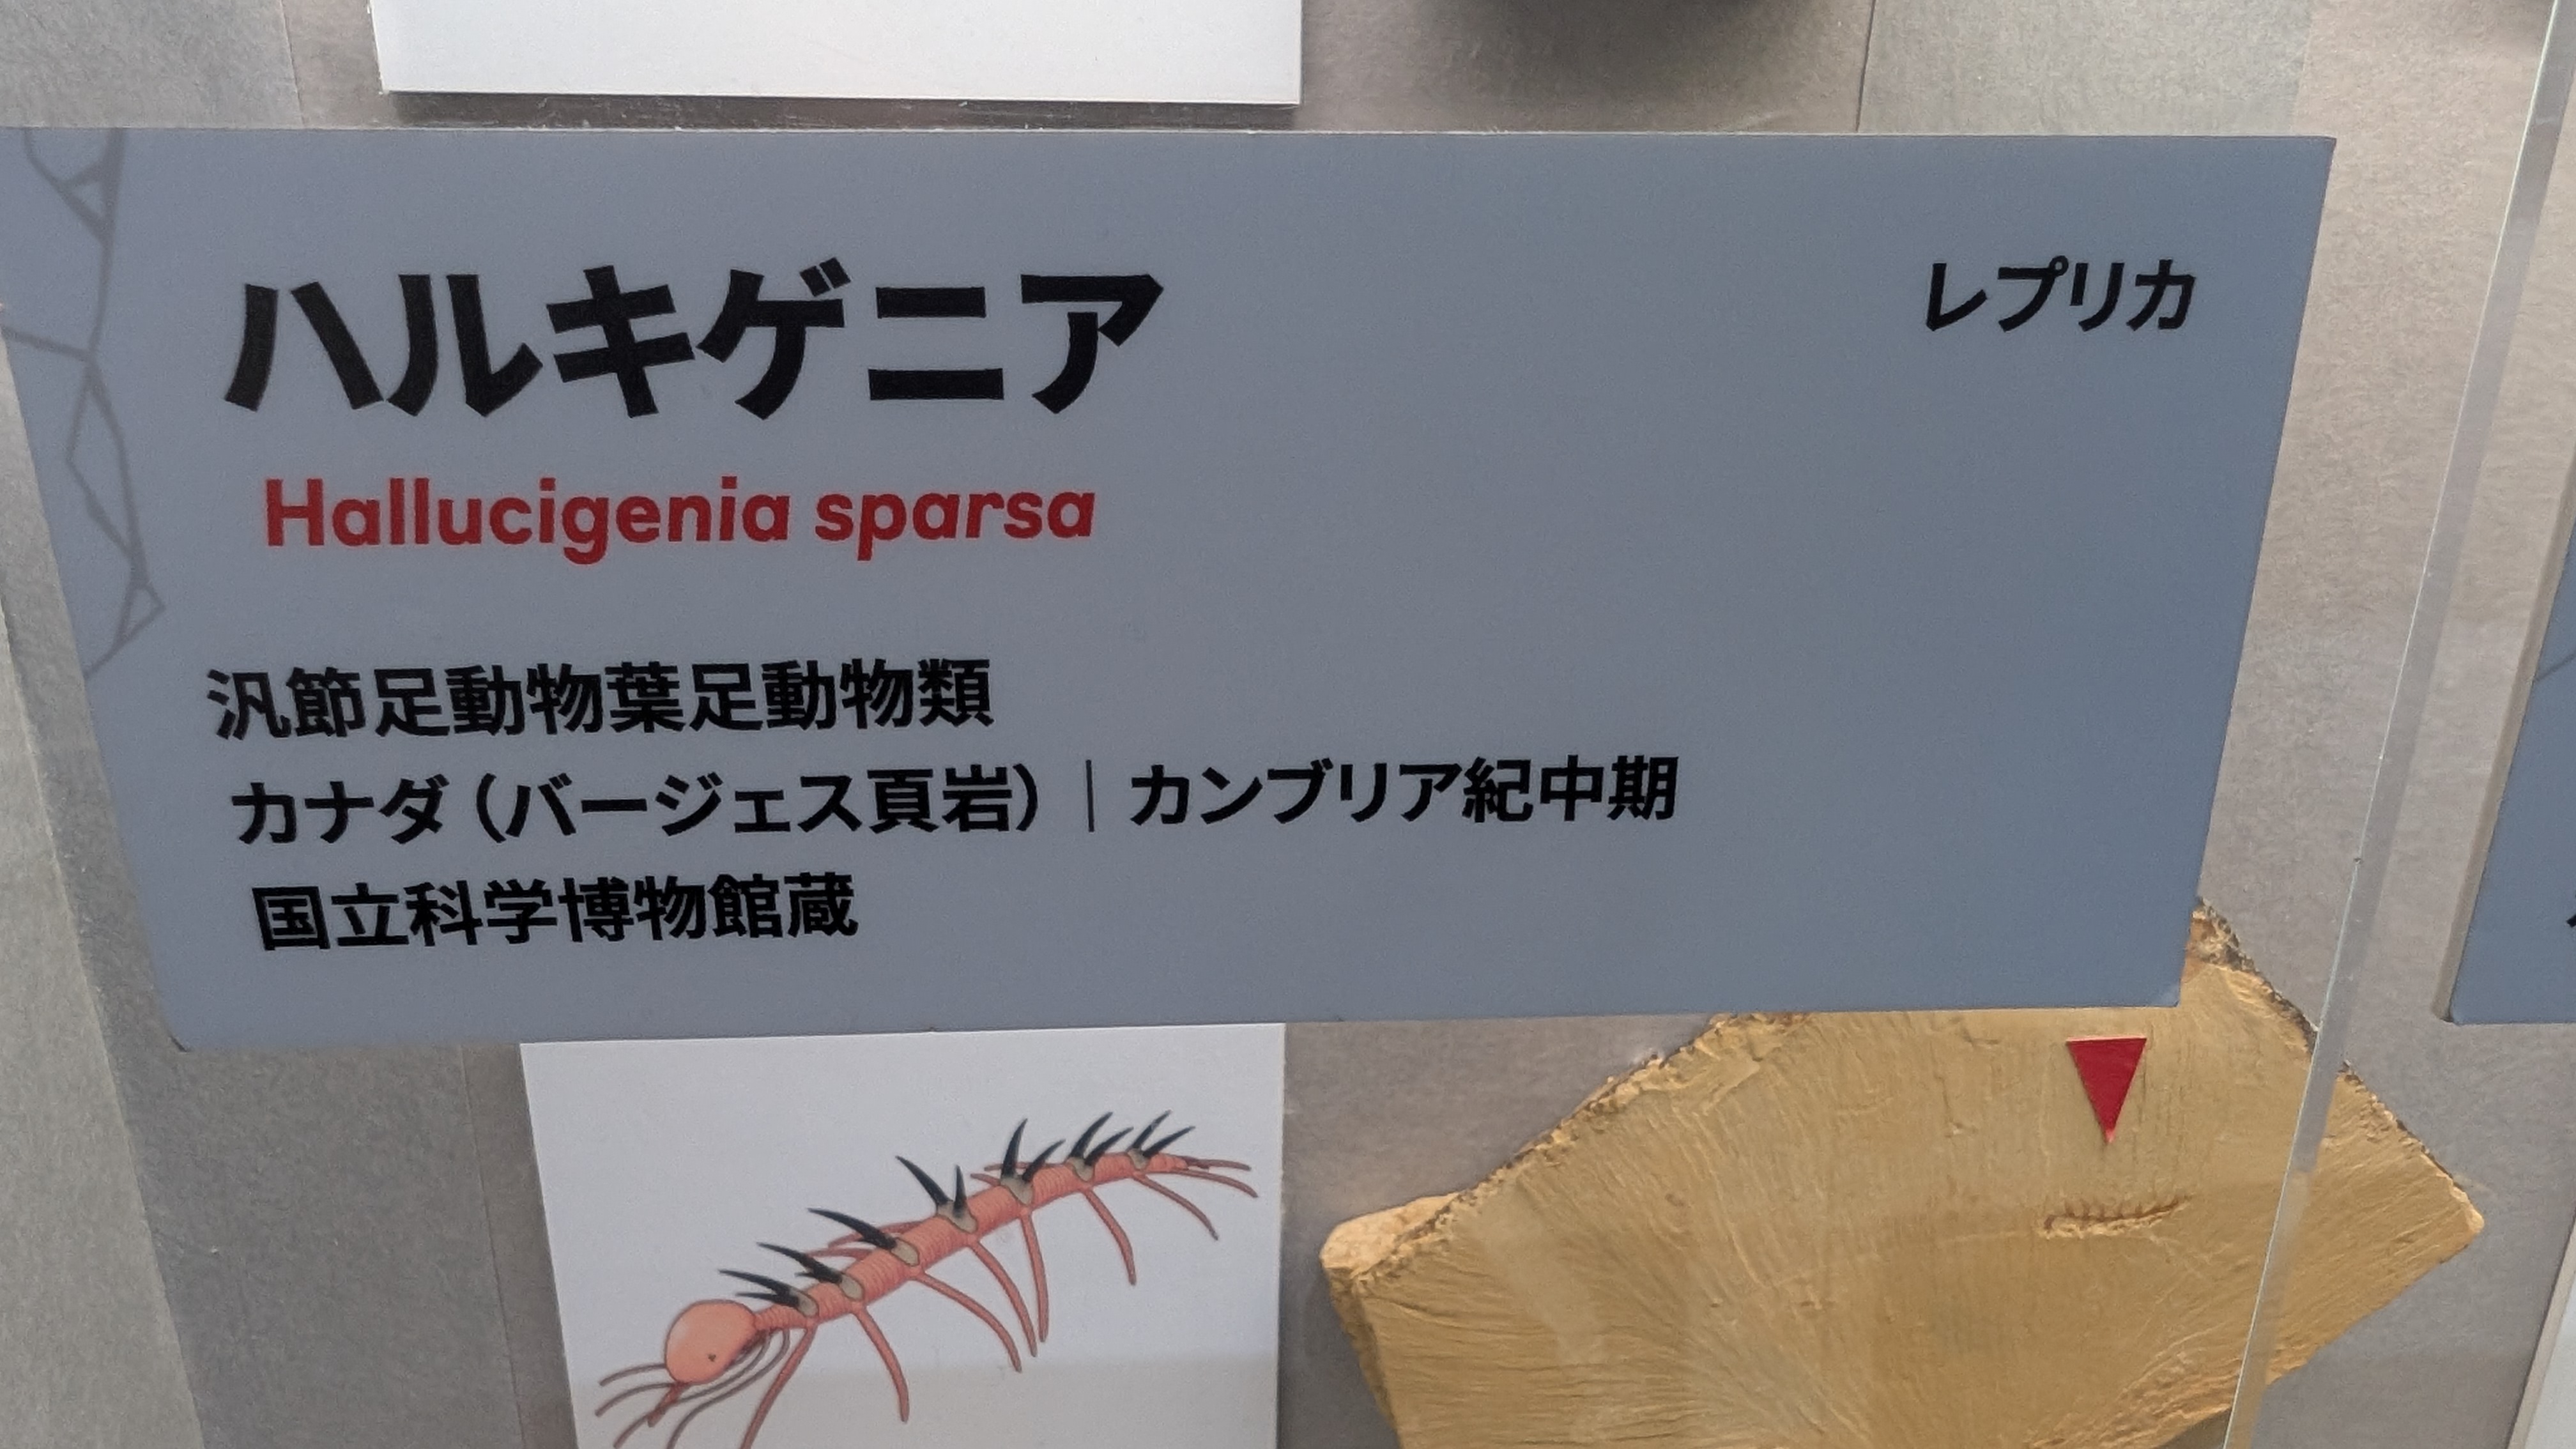 ハルキゲニア
レプリカ
Hallucigenia sparsa
汎節足動物葉足動物類
カナダ（バージェス頁岩）｜カンブリア紀中期
国立科学博物館蔵